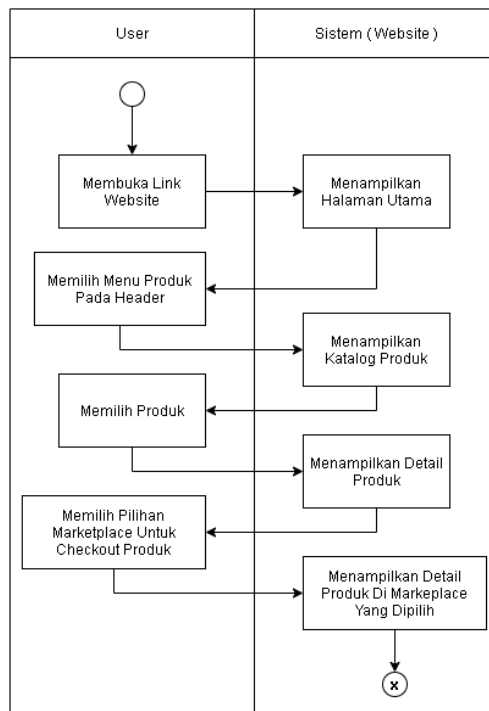 User
Sistem ( Website )
Membuka Link
Website
Menampilkan
Halaman Utama
Memilih Menu Produk
Pada Header
Menampilkan
Katalog Produk
Memilih Produk
Menampilkan Detail
Produk
Memilih Pilihan
Marketplace Untuk
Checkout Produk
Menampilkan Detail
Produk Di Markeplace
Yang Dipilih
x